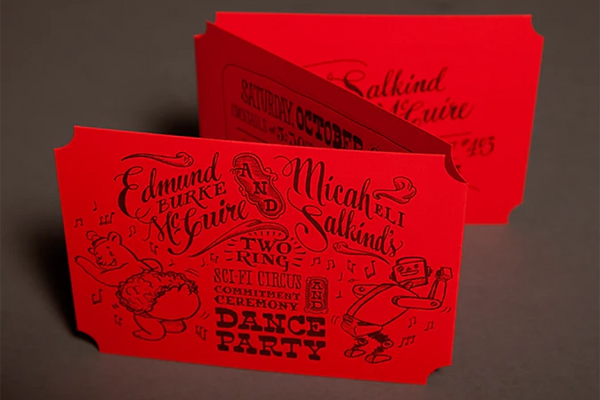 Edmund
BURKE
McGuire
AND
Micah ELI
Salkind's
TWO
RING
SCI-FI CIRCUS
COMMITMENT
CEREMONY
AND
DANCE
PARTY
SATURDAY, OCTOBER
Salkind
McGuire